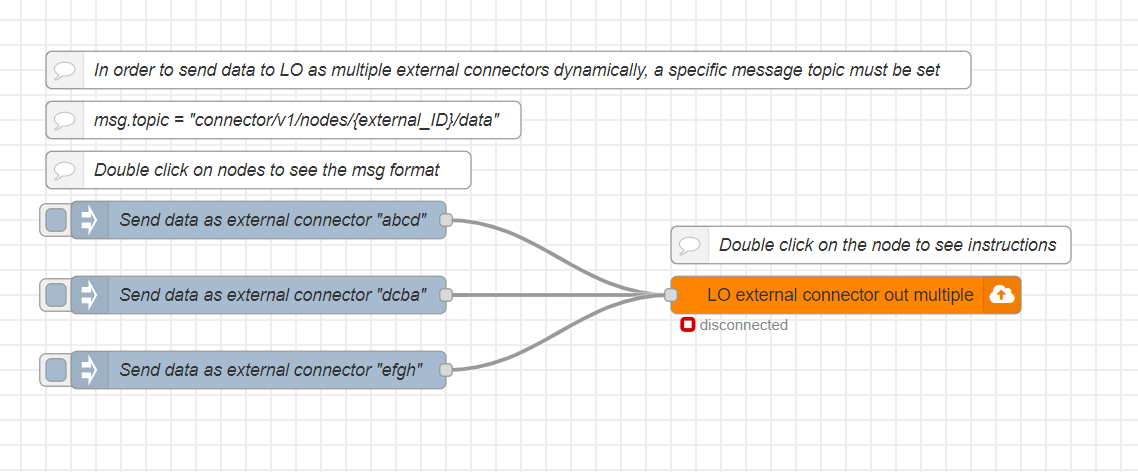 In order to send data to LO as multiple external connectors dynamically, a specific message topic must be set
msg.topic = "connector/v1/nodes/{external_ID}/data"
Double click on nodes to see the msg format
Send data as external connector "abcd"
Double click on the node to see instructions
Send data as external connector "dcba"
LO external connector out multiple
disconnected
Send data as external connector "efgh"